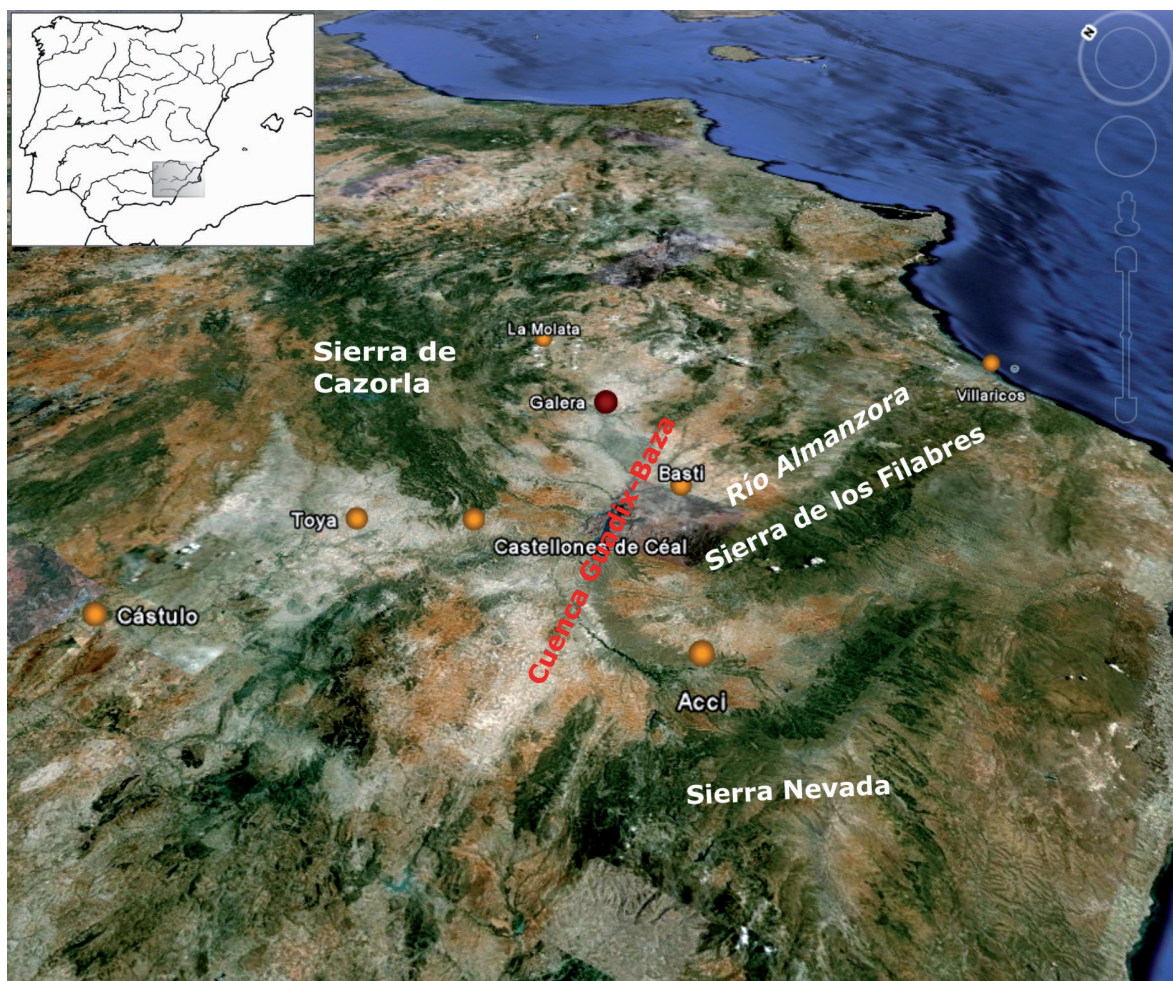 N
La Molata
Sierra de
Cazorla
Galera
Villaricos
Río Almanzora
Basti
Sierra de los Filabres
Cuenca Guadix-Baza
Toya
Castellones de Céal
Cástulo
Acci
Sierra Nevada